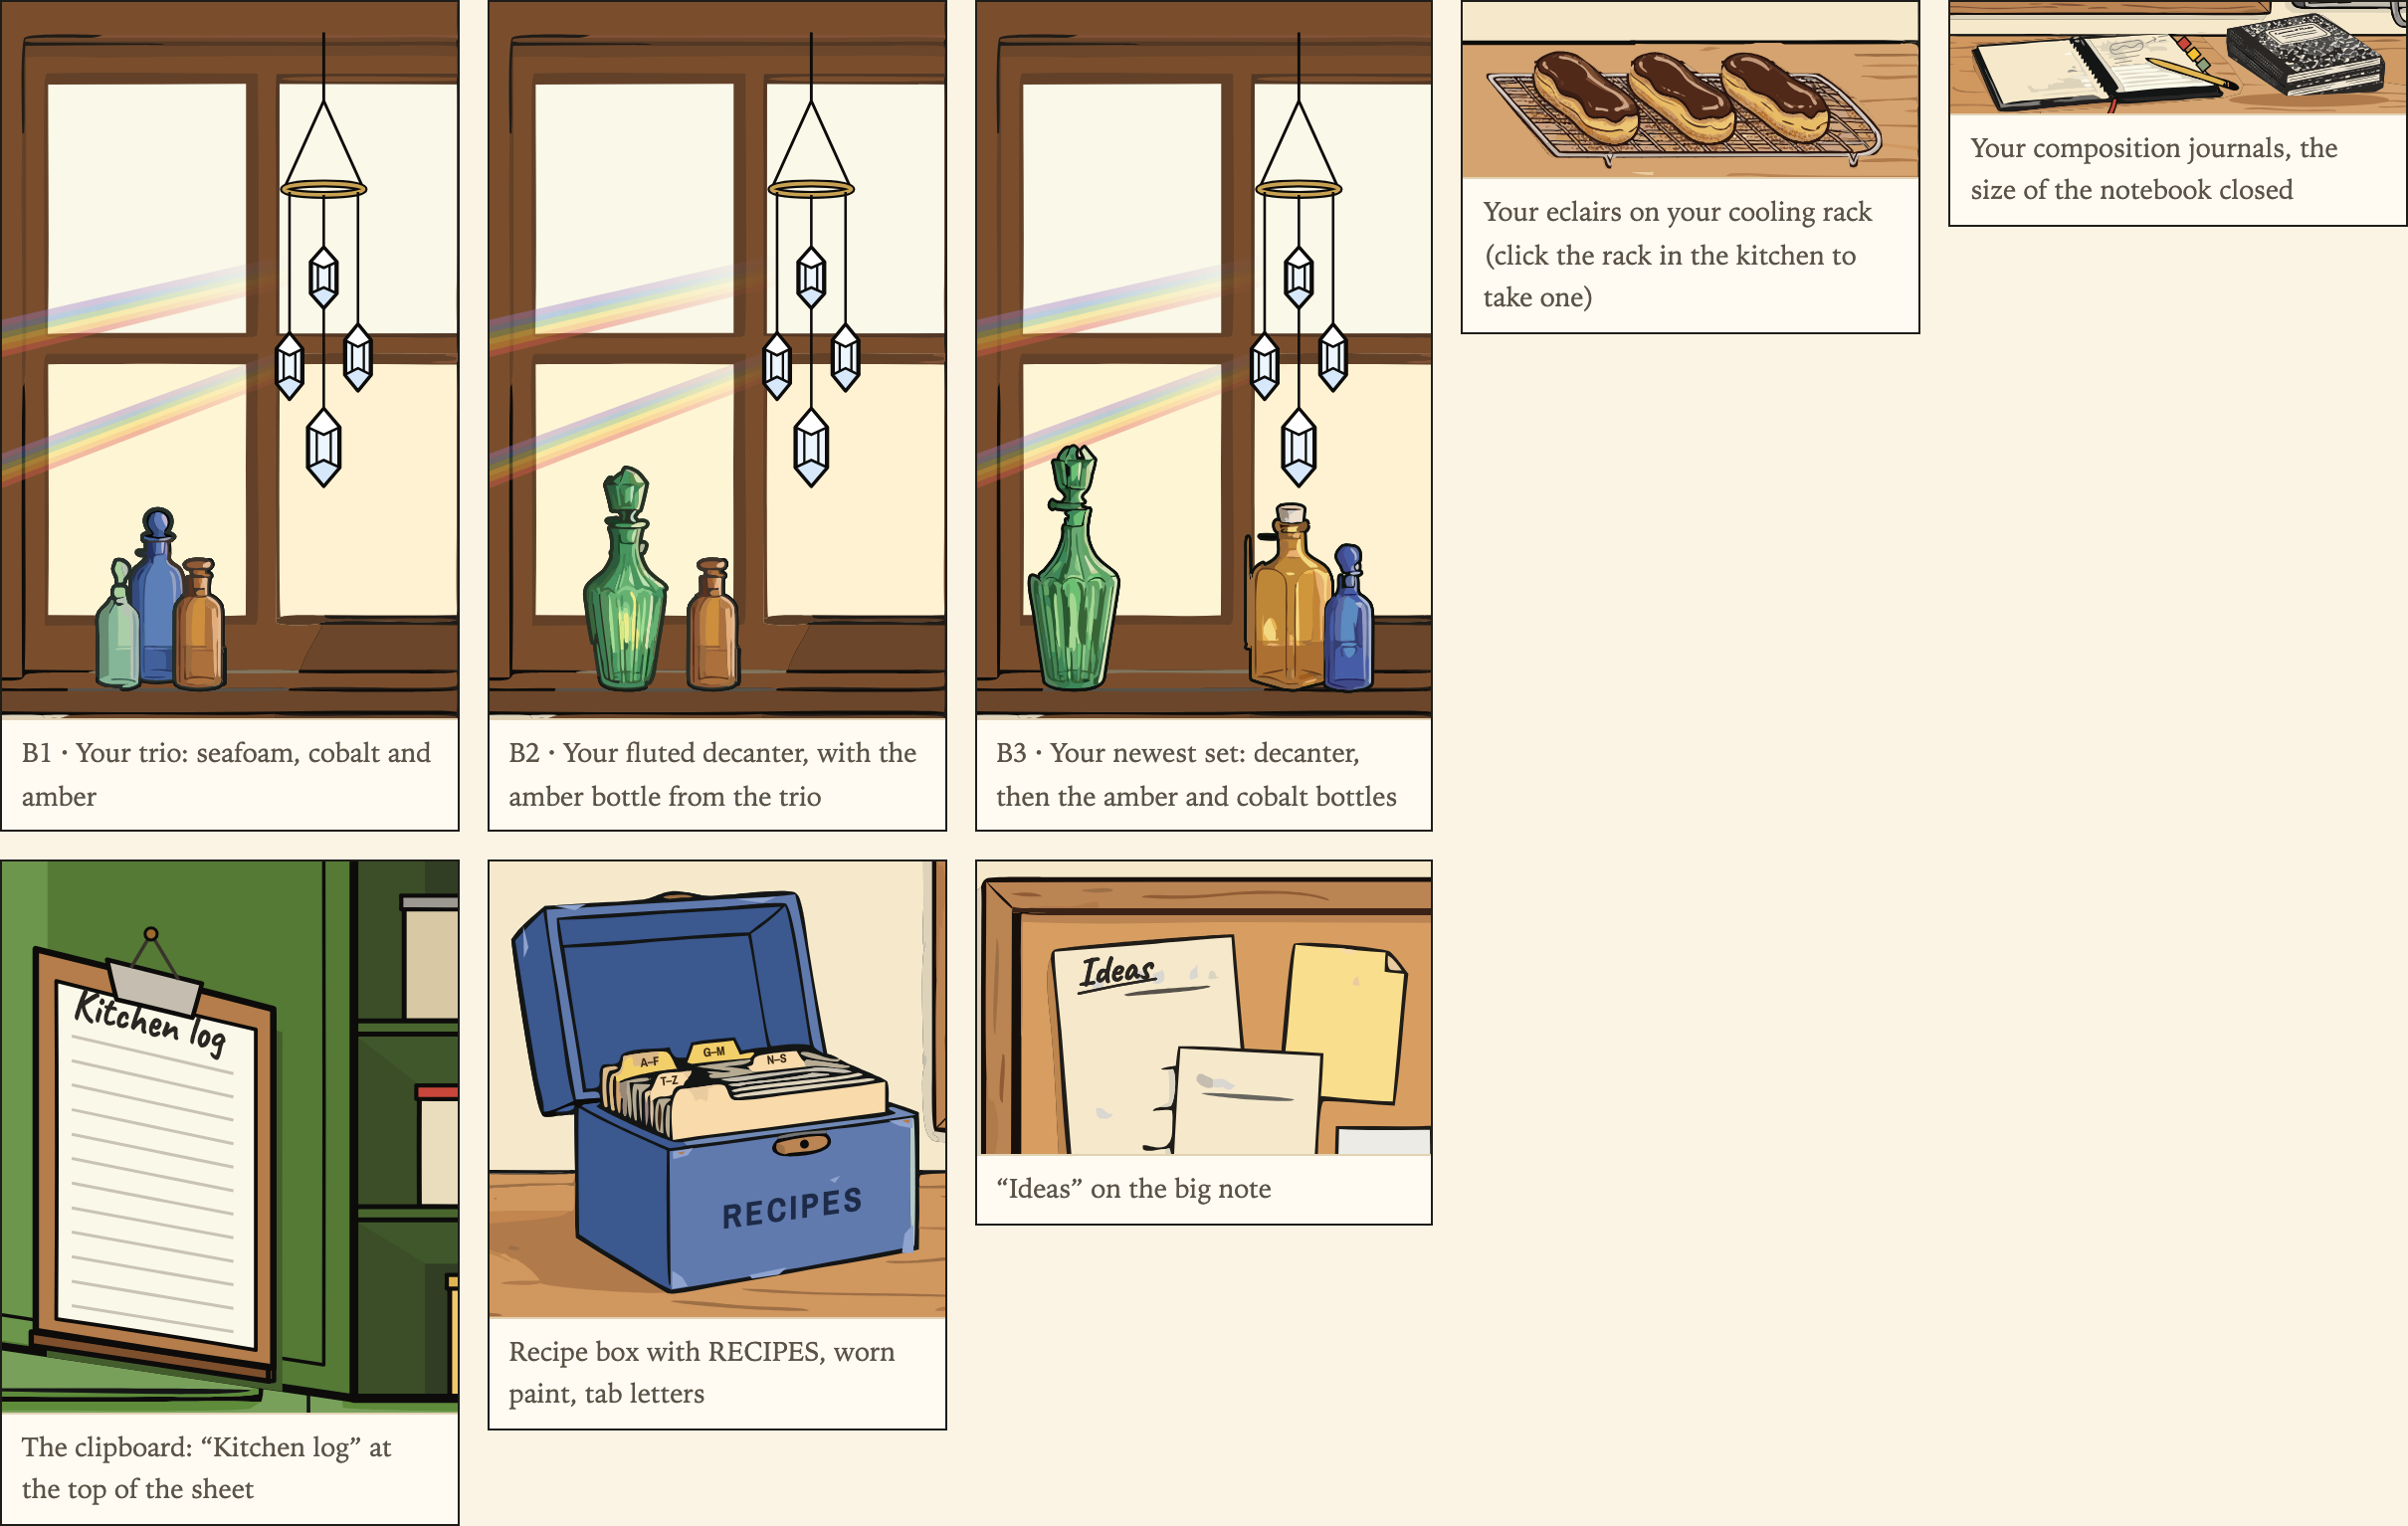 B1 · Your trio: seafoam, cobalt and
amber
B2 · Your fluted decanter, with the
amber bottle from the trio
B3 · Your newest set: decanter,
then the amber and cobalt bottles
Your eclairs on your cooling rack
(click the rack in the kitchen to
take one)
Your composition journals, the
size of the notebook closed
Kitchen log
The clipboard: “Kitchen log” at
the top of the sheet
A–F
G–M
N–S
T–Z
RECIPES
Recipe box with RECIPES, worn
paint, tab letters
Ideas
“Ideas” on the big note